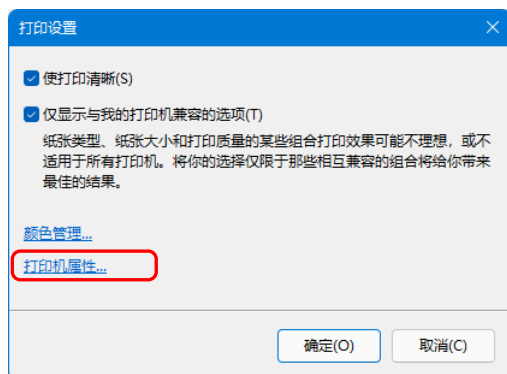 打印设置
使打印清晰(S)
仅显示与我的打印机兼容的选项(T)
纸张类型、纸张大小和打印质量的某些组合打印效果可能不理想，或不
适用于所有打印机。将你的选择仅限于那些相互兼容的组合将给你带来
最佳的结果。
颜色管理...
打印机属性...
确定(O)
取消(C)